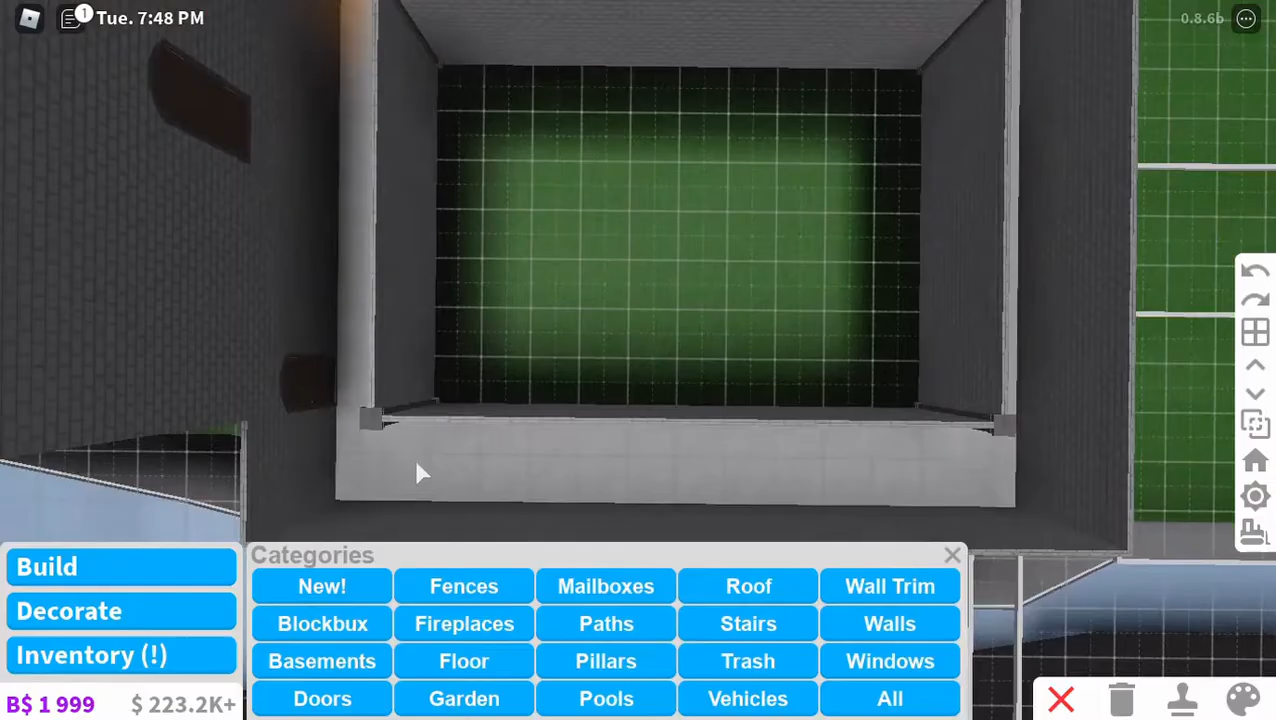 1 Tue. 7:48 PM
0.8.6b
Build
Decorate
Inventory (!)
B$ 1 999 $ 223.2K+
Categories
New! Fences Mailboxes Roof Wall Trim
Blockbux Fireplaces Paths Stairs Walls
Basements Floor Pillars Trash Windows
Doors Garden Pools Vehicles All